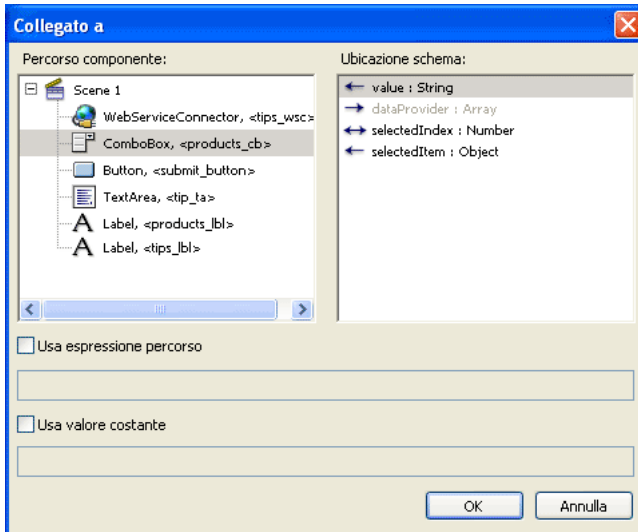 Collegato a
Percorso componente:
Scene 1
WebServiceConnector, <tips_wsc>
ComboBox, <products_cb>
Button, <submit_button>
TextArea, <tip_ta>
A Label, <products_lbl>
A Label, <tips_lbl>
Ubicazione schema:
value : String
dataProvider : Array
selectedIndex : Number
selectedItem : Object
Usa espressione percorso
Usa valore costante
OK
Annulla